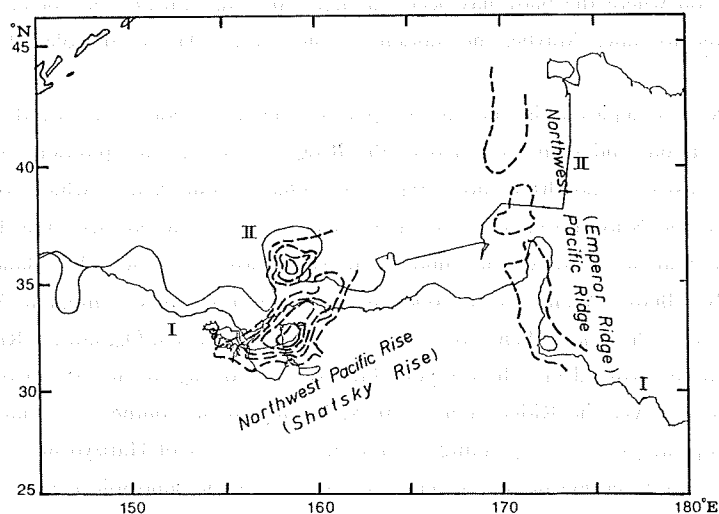 °N
45
40
35
30
25
150
160
170
180°E
II
I
Northwest Pacific Rise
(Shatsky Rise)
Northwest
Pacific Ridge
(Emperor Ridge)
II
I